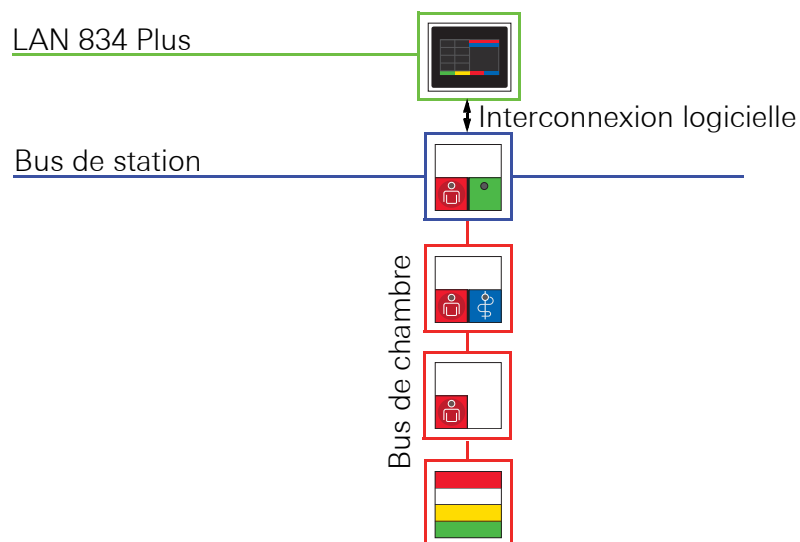 LAN 834 Plus
Interconnexion logicielle
Bus de station
Bus de chambre